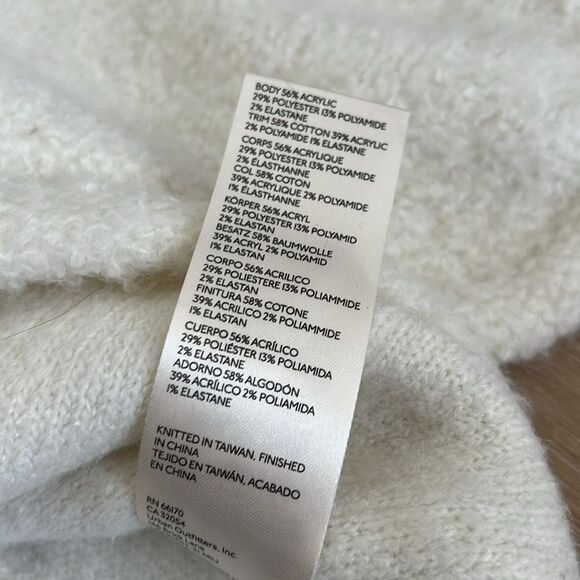 BODY 56% ACRYLIC
29% POLYESTER 13% POLYAMIDE
2% ELASTANE
TRIM 58% COTTON 39% ACRYLIC
2% POLYAMIDE 1% ELASTANE
CORPS 56% ACRYLIQUE
29% POLYESTER 13% POLYAMIDE
2% ÉLASTHANNE
COL 58% COTON
39% ACRYLIQUE 2% POLYAMIDE
1% ÉLASTHANNE
KÖRPER 56% ACRYL
29% POLYESTER 13% POLYAMID
2% ELASTAN
BESATZ 58% BAUMWOLLE
39% ACRYL 2% POLYAMID
1% ELASTAN
CORPO 56% ACRILICO
29% POLIESTERE 13% POLIAMMIDE
2% ELASTAN
FINITURA 58% COTONE
39% ACRILICO 2% POLIAMMIDE
1% ELASTAN
CUERPO 56% ACRÍLICO
29% POLIÉSTER 13% POLIAMIDA
2% ELASTANE
ADORNO 58% ALGODÓN
39% ACRÍLICO 2% POLIAMIDA
1% ELASTANE
KNITTED IN TAIWAN, FINISHED
IN CHINA
TEJIDO EN TAIWÁN, ACABADO
EN CHINA
RN 66170
CA 32054
Urban Outfitters, Inc.
Brick Lane